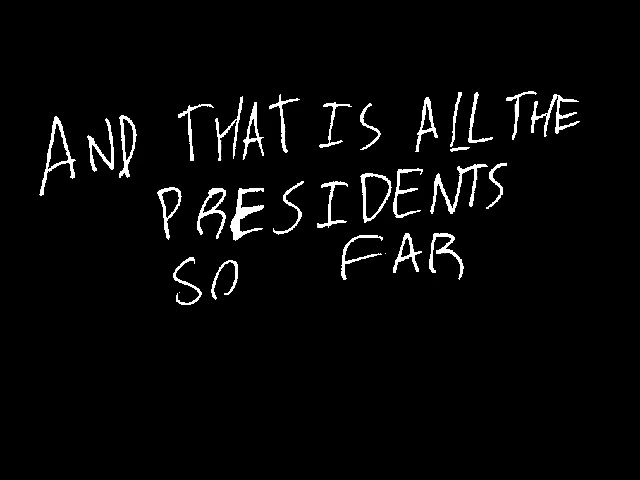 AND THAT IS ALL THE
PRESIDENTS
SO FAR